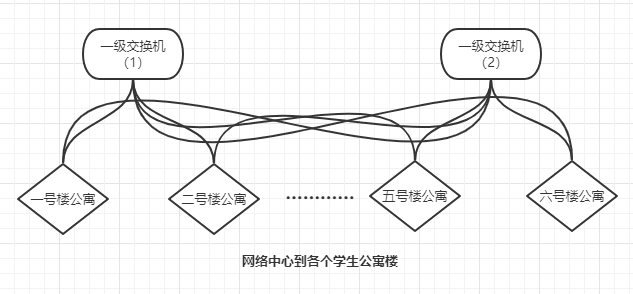 一级交换机
（1）
一级交换机
（2）
一号楼公寓
二号楼公寓
…………
五号楼公寓
六号楼公寓
网络中心到各个学生公寓楼